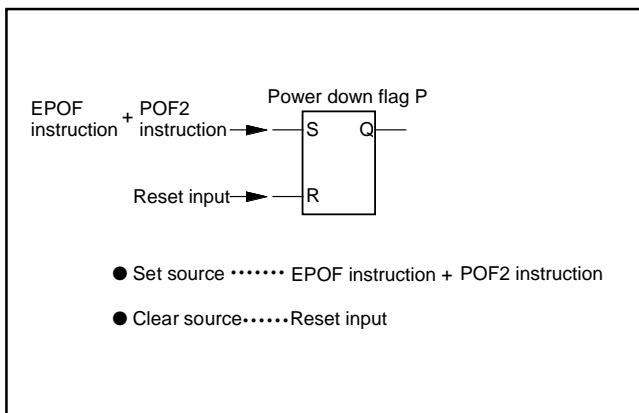 Power down flag P
EPOF instruction + POF2 instruction
S Q
Reset input
R
● Set source ······· EPOF instruction + POF2 instruction
● Clear source······Reset input